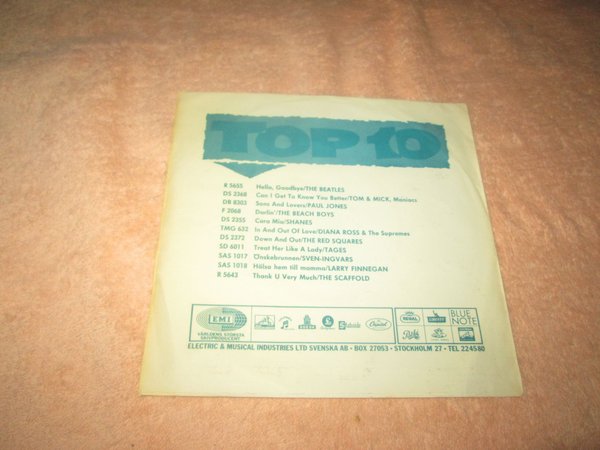 TOP 10
R 5655 Hello, Goodbye/THE BEATLES
DS 2368 Can I Get To Know You Better/TOM & MICK, Maniacs
DB 8303 Sons And Lovers/PAUL JONES
F 2068 Darlin'/THE BEACH BOYS
DS 2355 Cara Mia/SHANES
TMG 632 In And Out Of Love/DIANA ROSS & The Supremes
DS 2372 Down And Out/THE RED SQUARES
SD 6011 Treat Her Like A Lady/TAGES
SAS 1017 Önskebrunnen/SVEN-INGVARS
SAS 1018 Hälsa hem till mamma/LARRY FINNEGAN
R 5643 Thank U Very Much/THE SCAFFOLD
EMI
VÄRLDENS STÖRSTA
SKIVPRODUCENT
Capitol
REGAL
LIBERTY
BLUE
NOTE
ELECTRIC & MUSICAL INDUSTRIES LTD SVENSKA AB • BOX 27053 • STOCKHOLM 27 • TEL 224580